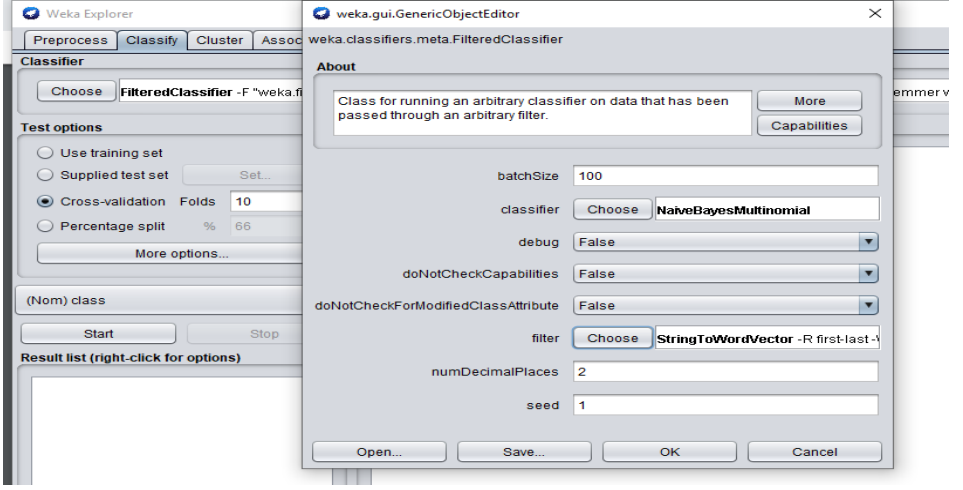 Weka Explorer
Preprocess Classify Cluster Assoc
Classifier
Choose FilteredClassifier -F "weka.fi
Test options
Use training set
Supplied test set Set...
Cross-validation Folds 10
Percentage split % 66
More options...
(Nom) class
Start Stop
Result list (right-click for options)
weka.gui.GenericObjectEditor
weka.classifiers.meta.FilteredClassifier
About
Class for running an arbitrary classifier on data that has been
passed through an arbitrary filter.
More
Capabilities
batchSize 100
classifier Choose NaiveBayesMultinomial
debug False
doNotCheckCapabilities False
doNotCheckForModifiedClassAttribute False
filter Choose StringToWordVector -R first-last -
numDecimalPlaces 2
seed 1
Open... Save... OK Cancel